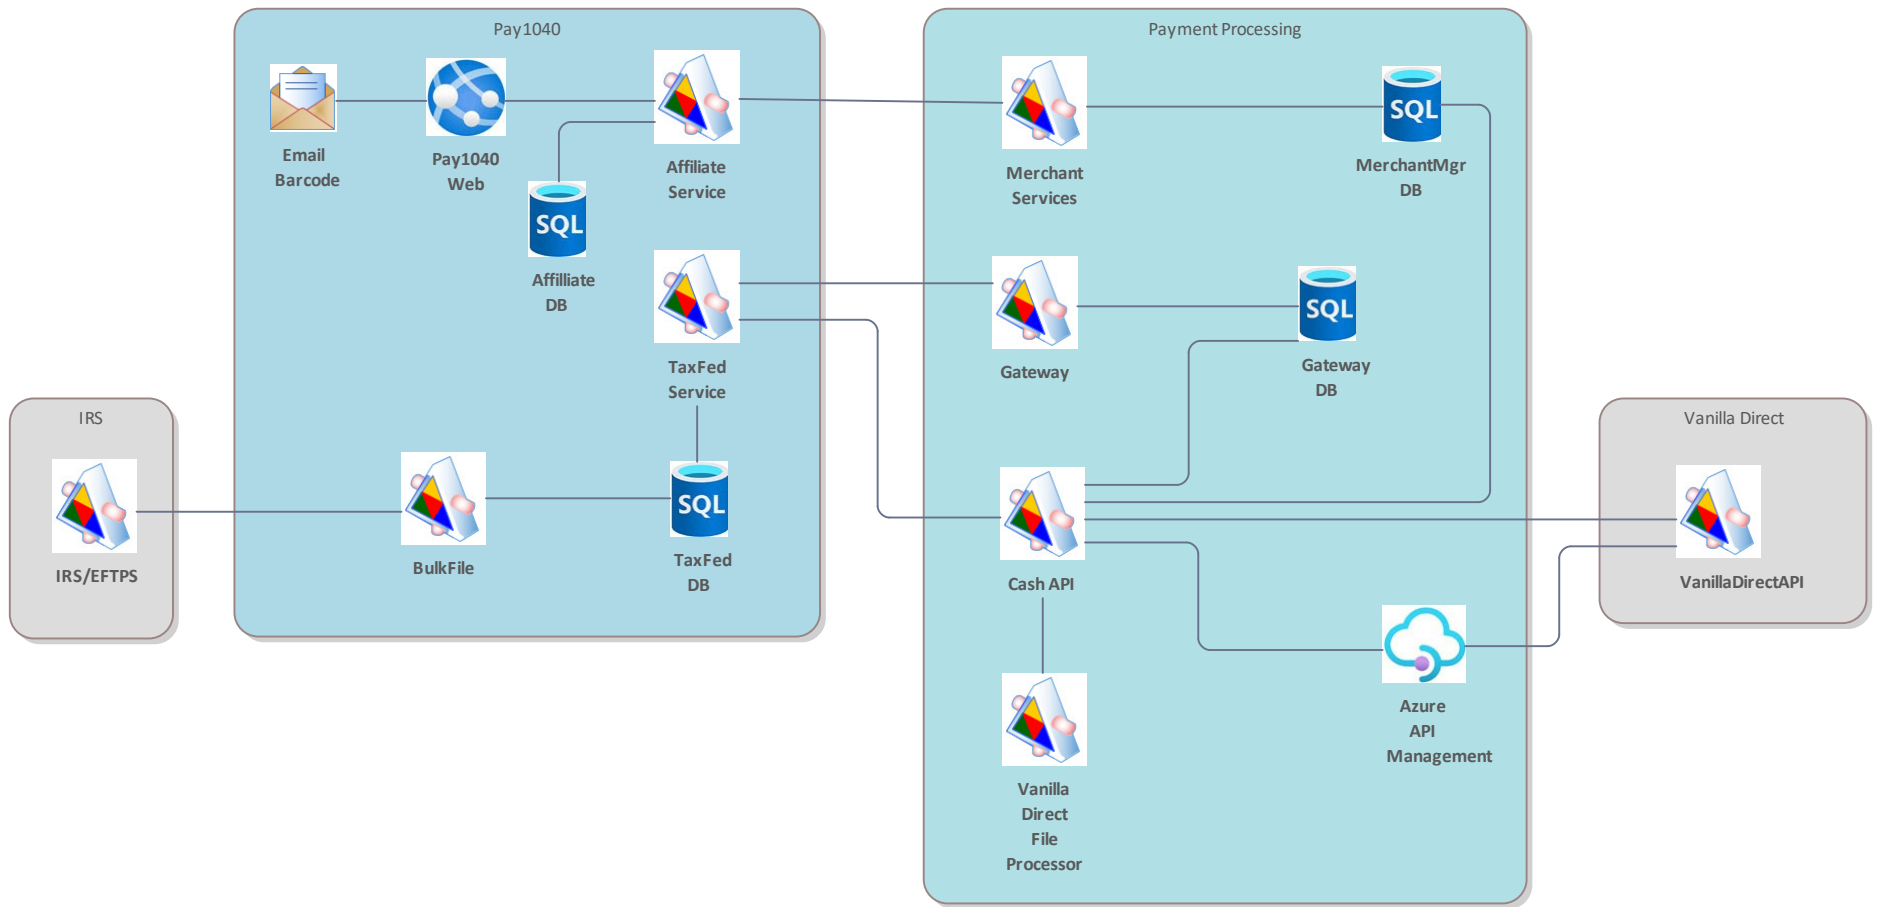 Pay1040
Payment Processing
Email
Barcode
Pay1040
Web
Affiliate
Service
SQL
Affilliate
DB
Merchant
Services
SQL
MerchantMgr
DB
TaxFed
Service
Gateway
SQL
Gateway
DB
IRS
IRS/EFTPS
BulkFile
SQL
TaxFed
DB
Cash API
Vanilla Direct
VanillaDirectAPI
Azure
API
Management
Vanilla
Direct
File
Processor